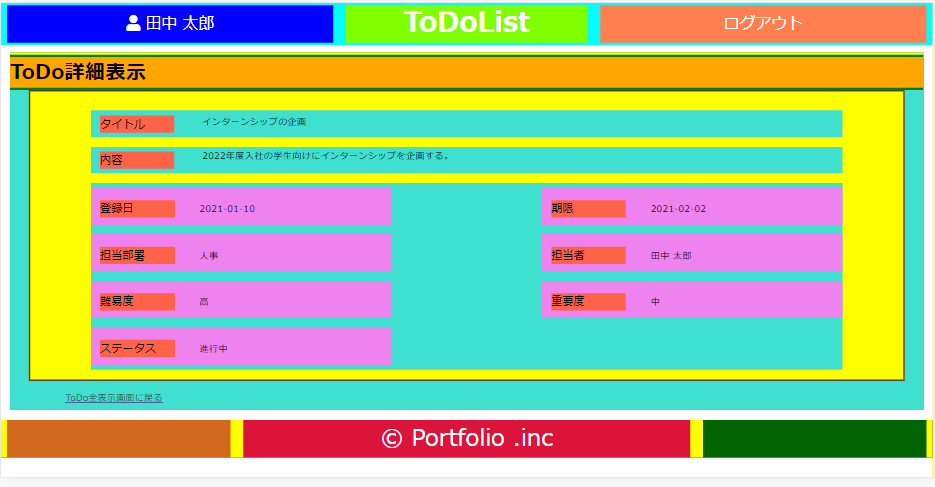 田中 太郎 ToDoList ログアウト
ToDo詳細表示
タイトル インターンシップの企画
内容 2022年度入社の学生向けにインターンシップを企画する。
登録日 2021-01-10 期限 2021-02-02
担当部署 人事 担当者 田中 太郎
難易度 高 重要度 中
ステータス 進行中
ToDo全表示画面に戻る
© Portfolio .inc